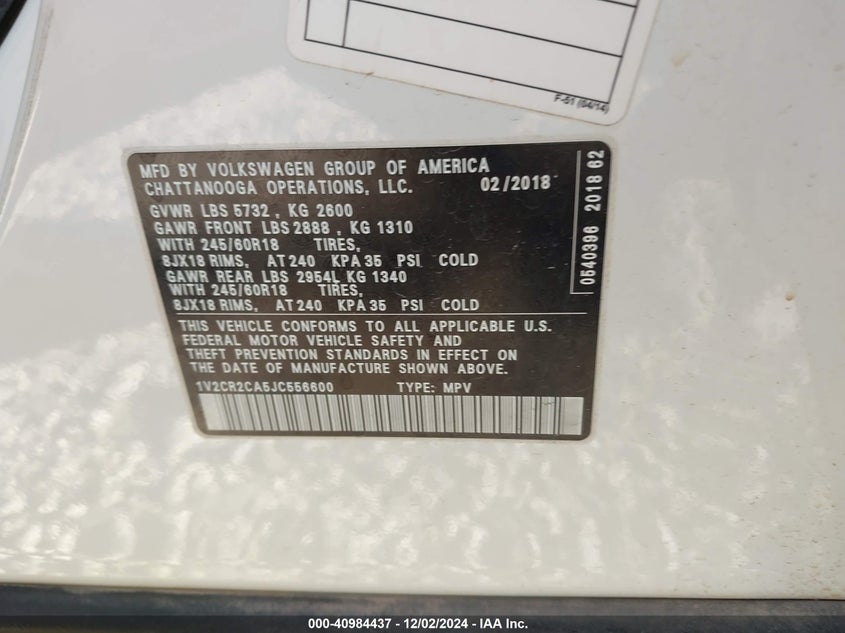 F-51 (04/14)
MFD BY VOLKSWAGEN GROUP OF AMERICA
CHATTANOOGA OPERATIONS, LLC. 02/2018
GVWR LBS 5732 , KG 2600
GAWR FRONT LBS 2888 , KG 1310
WITH 245/60R18 TIRES,
8JX18 RIMS, AT 240 KPA 35 PSI COLD
GAWR REAR LBS 2954L KG 1340
WITH 245/60R18 TIRES,
8JX18 RIMS, AT 240 KPA 35 PSI COLD
THIS VEHICLE CONFORMS TO ALL APPLICABLE U.S.
FEDERAL MOTOR VEHICLE SAFETY AND
THEFT PREVENTION STANDARDS IN EFFECT ON
THE DATE OF MANUFACTURE SHOWN ABOVE.
1V2CR2CA5JC556600 TYPE: MPV
0540396 2018 62
000-40984437 - 12/02/2024 - IAA Inc.